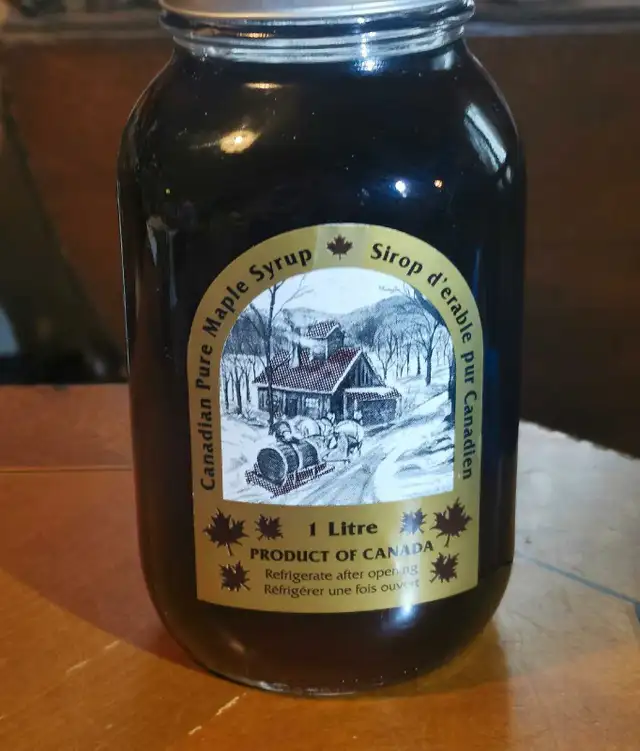 Canadian Pure Maple Syrup
Sirop d'erable pur Canadien
1 Litre
PRODUCT OF CANADA
Refrigerate after opening
Réfrigérer une fois ouvert